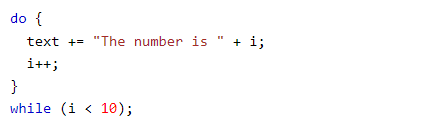 do {
  text += "The number is " + i;
  i++;
}
while (i < 10);